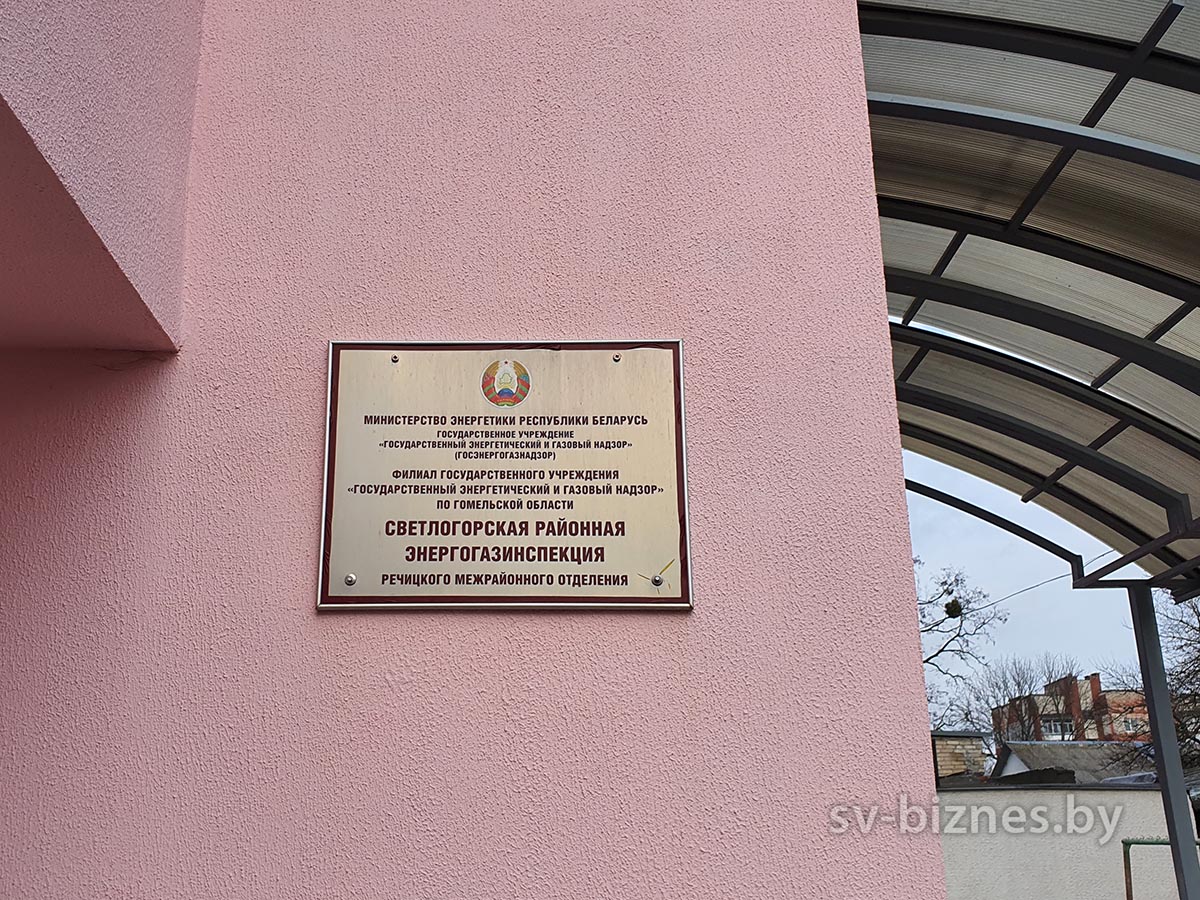 МИНИСТЕРСТВО ЭНЕРГЕТИКИ РЕСПУБЛИКИ БЕЛАРУСЬ
ГОСУДАРСТВЕННОЕ УЧРЕЖДЕНИЕ
«ГОСУДАРСТВЕННЫЙ ЭНЕРГЕТИЧЕСКИЙ И ГАЗОВЫЙ НАДЗОР»
(ГОСЭНЕРГОГАЗНАДЗОР)
ФИЛИАЛ ГОСУДАРСТВЕННОГО УЧРЕЖДЕНИЯ
«ГОСУДАРСТВЕННЫЙ ЭНЕРГЕТИЧЕСКИЙ И ГАЗОВЫЙ НАДЗОР»
ПО ГОМЕЛЬСКОЙ ОБЛАСТИ
СВЕТЛОГОРСКАЯ РАЙОННАЯ
ЭНЕРГОГАЗИНСПЕКЦИЯ
РЕЧИЦКОГО МЕЖРАЙОННОГО ОТДЕЛЕНИЯ
sv-biznes.by